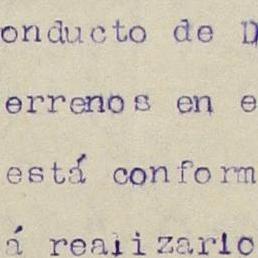 onducto de D
errenos en e
está conform
á realizarlo